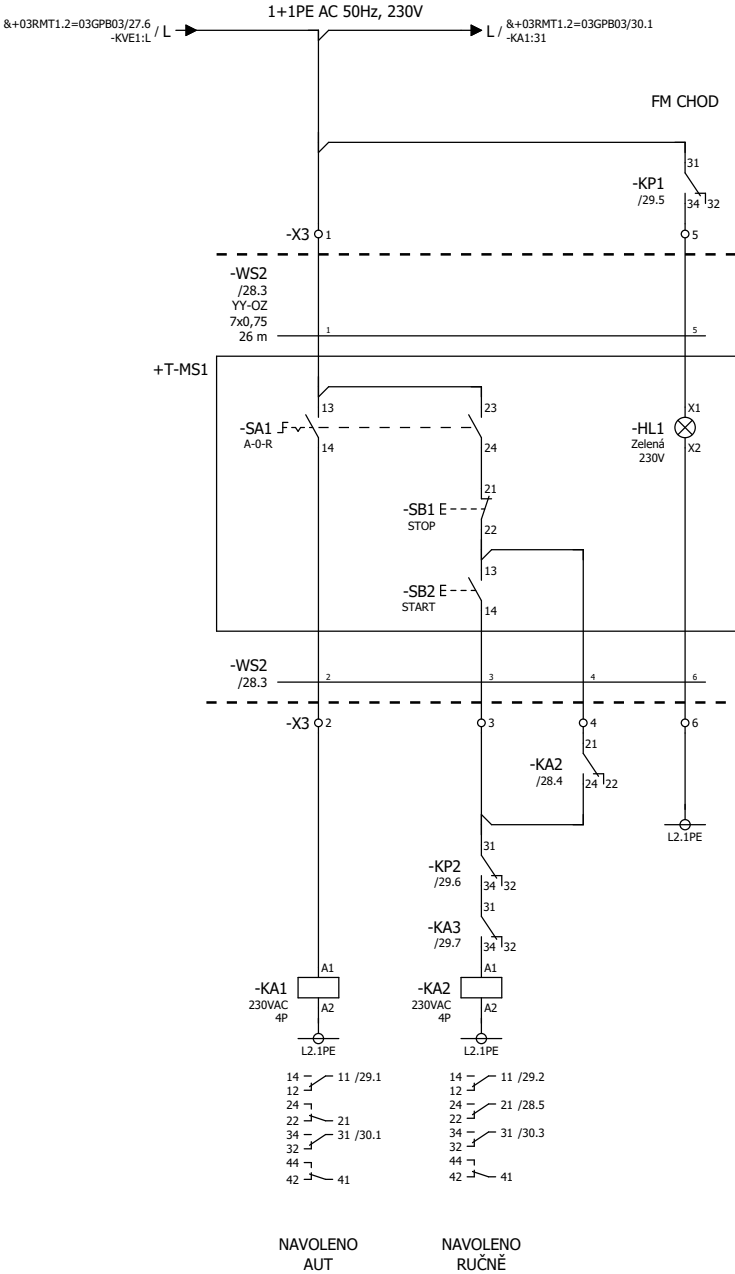 1+1PE AC 50Hz, 230V
&+03RMT1.2=03GPB03/27.6
-KVE1:L
/ L
L /
&+03RMT1.2=03GPB03/30.1
-KA1:31
FM CHOD
31
-KP1
/29.5
34 32
-X3 1
5
-WS2
/28.3
YY-OZ
7x0,75
26 m
1
5
+T-MS1
13
23
X1
-SA1
A-0-R
14
24
-HL1
Zelená
230V
X2
21
-SB1
STOP
22
13
-SB2
START
14
-WS2
/28.3
2
3
4
6
-X3 2
3
4
6
21
-KA2
/28.4
24 22
L2.1PE
31
-KP2
/29.6
34 32
31
-KA3
/29.7
34 32
A1
-KA1
230VAC
4P
A2
L2.1PE
A1
-KA2
230VAC
4P
A2
L2.1PE
14
12
11 /29.1
24
22
21
34
32
31 /30.1
44
42
41
14
12
11 /29.2
24
22
21 /28.5
34
32
31 /30.3
44
42
41
NAVOLENO
AUT
NAVOLENO
RUČNĚ